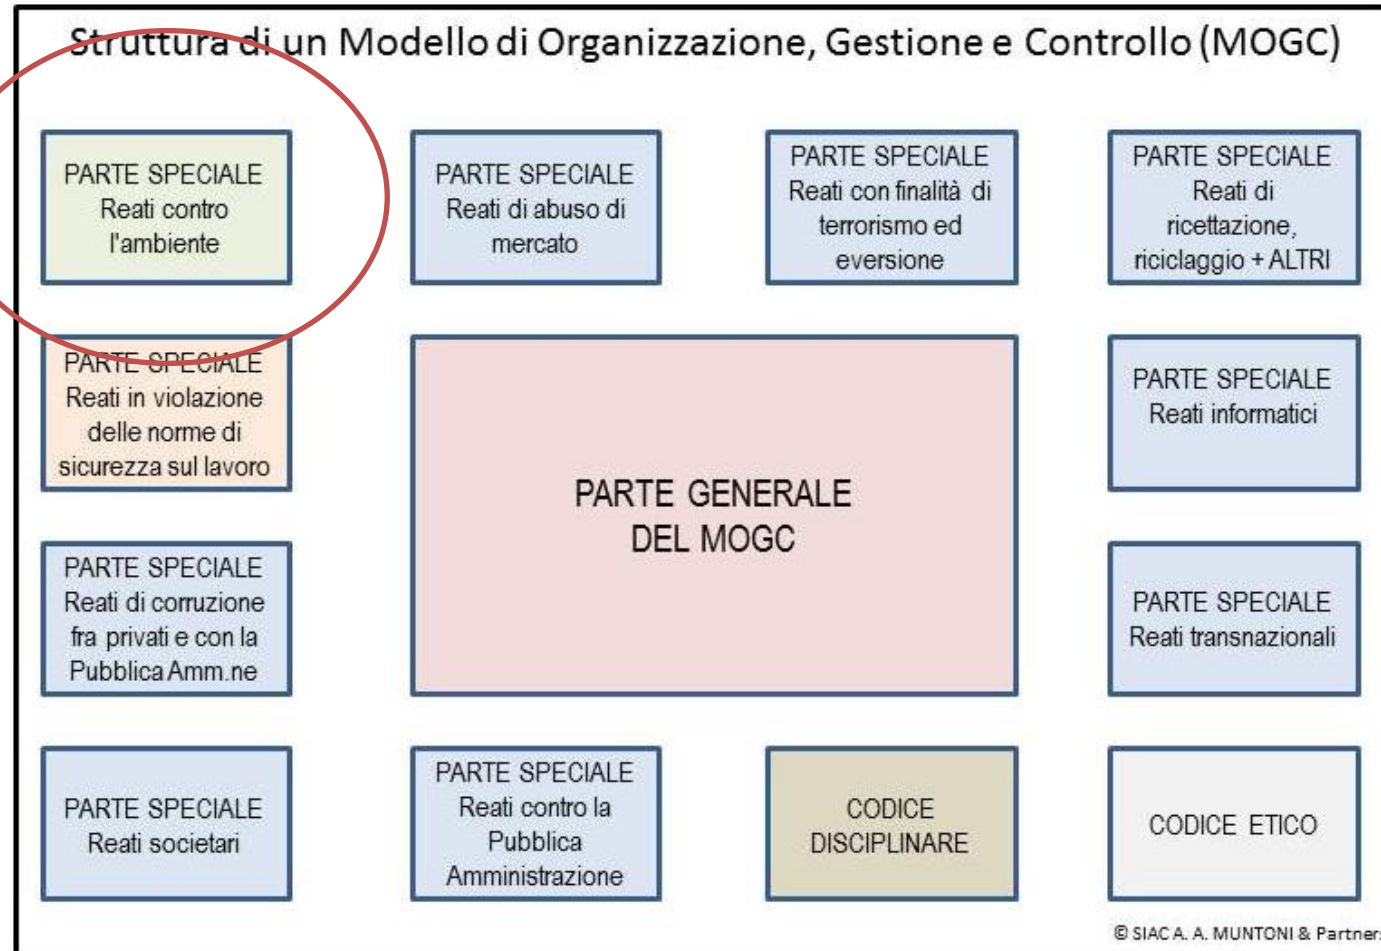 Struttura di un Modello di Organizzazione, Gestione e Controllo (MOGC)
PARTE SPECIALE
Reati contro
l'ambiente
PARTE SPECIALE
Reati di abuso di
mercato
PARTE SPECIALE
Reati con finalità di
terrorismo ed
eversione
PARTE SPECIALE
Reati di
ricettazione,
riciclaggio + ALTRI
PARTE SPECIALE
Reati in violazione
delle norme di
sicurezza sul lavoro
PARTE GENERALE
DEL MOGC
PARTE SPECIALE
Reati informatici
PARTE SPECIALE
Reati di corruzione
fra privati e con la
Pubblica Amm.ne
PARTE SPECIALE
Reati transnazionali
PARTE SPECIALE
Reati societari
PARTE SPECIALE
Reati contro la
Pubblica
Amministrazione
CODICE
DISCIPLINARE
CODICE ETICO
© SIAC A. A. MUNTONI & Partners